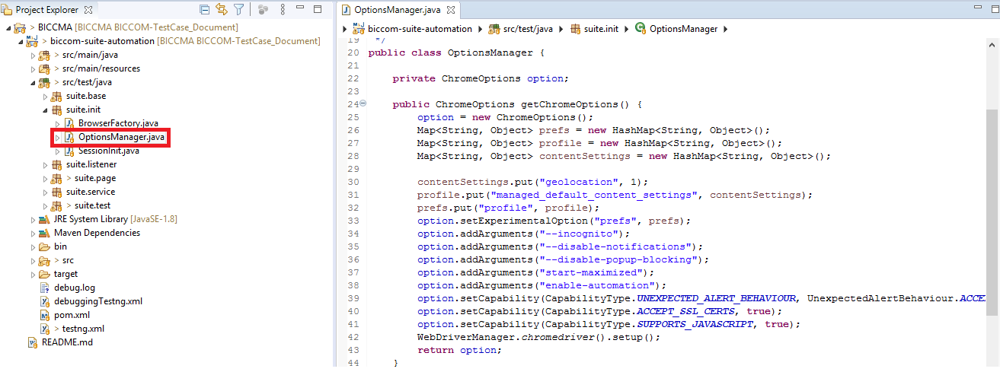 Project Explorer
BICCMA [BICCMA BICCOM-TestCase_Document]
> biccom-suite-automation [BICCMA BICCOM-TestCase_Document]
> src/main/java
> src/main/resources
> src/test/java
suite.base
suite.init
BrowserFactory.java
OptionsManager.java
SessionInit.java
suite.listener
> suite.page
suite.service
> suite.test
JRE System Library [JavaSE-1.8]
Maven Dependencies
bin
> src
target
debug.log
debuggingTestng.xml
pom.xml
> testng.xml
README.md
OptionsManager.java
biccom-suite-automation src/test/java suite.init OptionsManager
19 */
20 public class OptionsManager {
21
22 private ChromeOptions option;
23
24 public ChromeOptions getChromeOptions() {
25 option = new ChromeOptions();
26 Map<String, Object> prefs = new HashMap<String, Object>();
27 Map<String, Object> profile = new HashMap<String, Object>();
28 Map<String, Object> contentSettings = new HashMap<String, Object>();
29
30 contentSettings.put("geolocation", 1);
31 profile.put("managed_default_content_settings", contentSettings);
32 prefs.put("profile", profile);
33 option.setExperimentalOption("prefs", prefs);
34 option.addArguments("--incognito");
35 option.addArguments("--disable-notifications");
36 option.addArguments("--disable-popup-blocking");
37 option.addArguments("start-maximized");
38 option.addArguments("enable-automation");
39 option.setCapability(CapabilityType.UNEXPECTED_ALERT_BEHAVIOUR, UnexpectedAlertBehaviour.ACCE
40 option.setCapability(CapabilityType.ACCEPT_SSL_CERTS, true);
41 option.setCapability(CapabilityType.SUPPORTS_JAVASCRIPT, true);
42 WebDriverManager.chromedriver().setup();
43 return option;
44 }